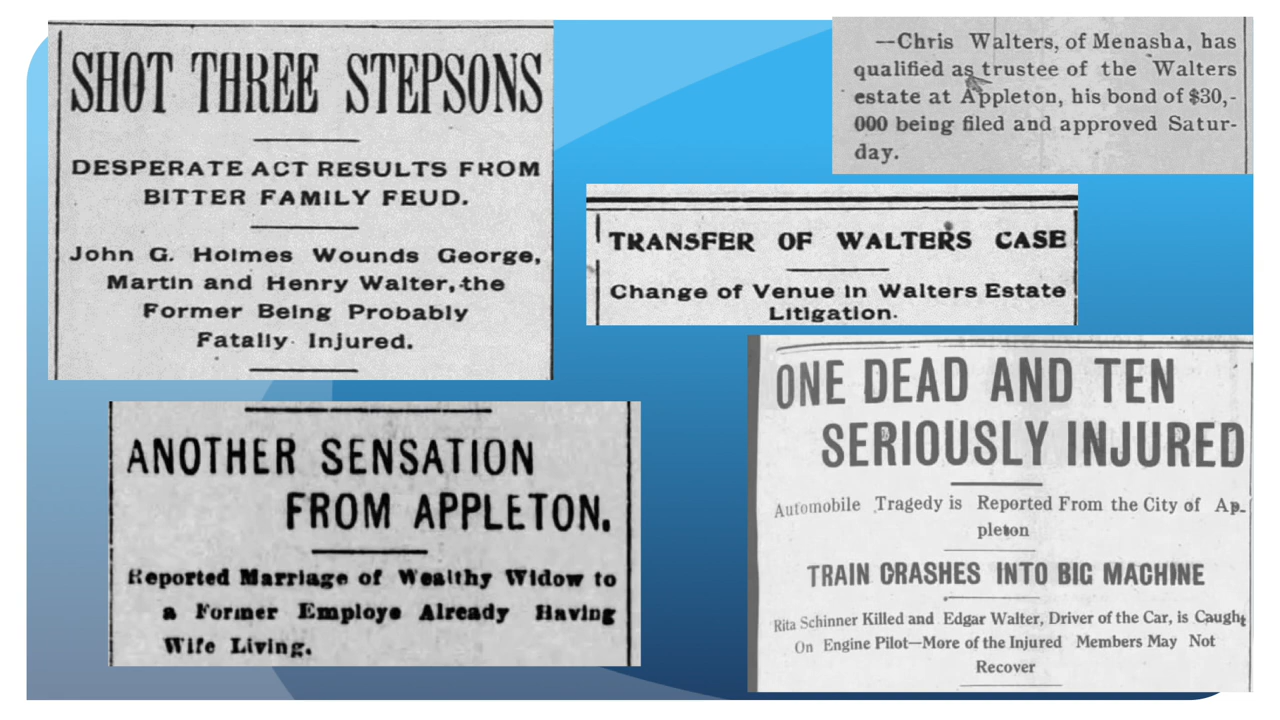 SHOT THREE STEPSONS
DESPERATE ACT RESULTS FROM
BITTER FAMILY FEUD.
John G. Holmes Wounds George,
Martin and Henry Walter, the
Former Being Probably
Fatally Injured.
—Chris Walters, of Menasha, has
qualified as trustee of the Walters
estate at Appleton, his bond of $30,-
000 being filed and approved Satur-
day.
TRANSFER OF WALTERS CASE
Change of Venue in Walters Estate
Litigation.
ANOTHER SENSATION
FROM APPLETON.
Reported Marriage of Wealthy Widow to
a Former Employe Already Having
Wife Living.
ONE DEAD AND TEN
SERIOUSLY INJURED
Automobile Tragedy is Reported From the City of Ap-
pleton
TRAIN CRASHES INTO BIG MACHINE
Rita Schinner Killed and Edgar Walter, Driver of the Car, is Caught
On Engine Pilot—More of the Injured Members May Not
Recover